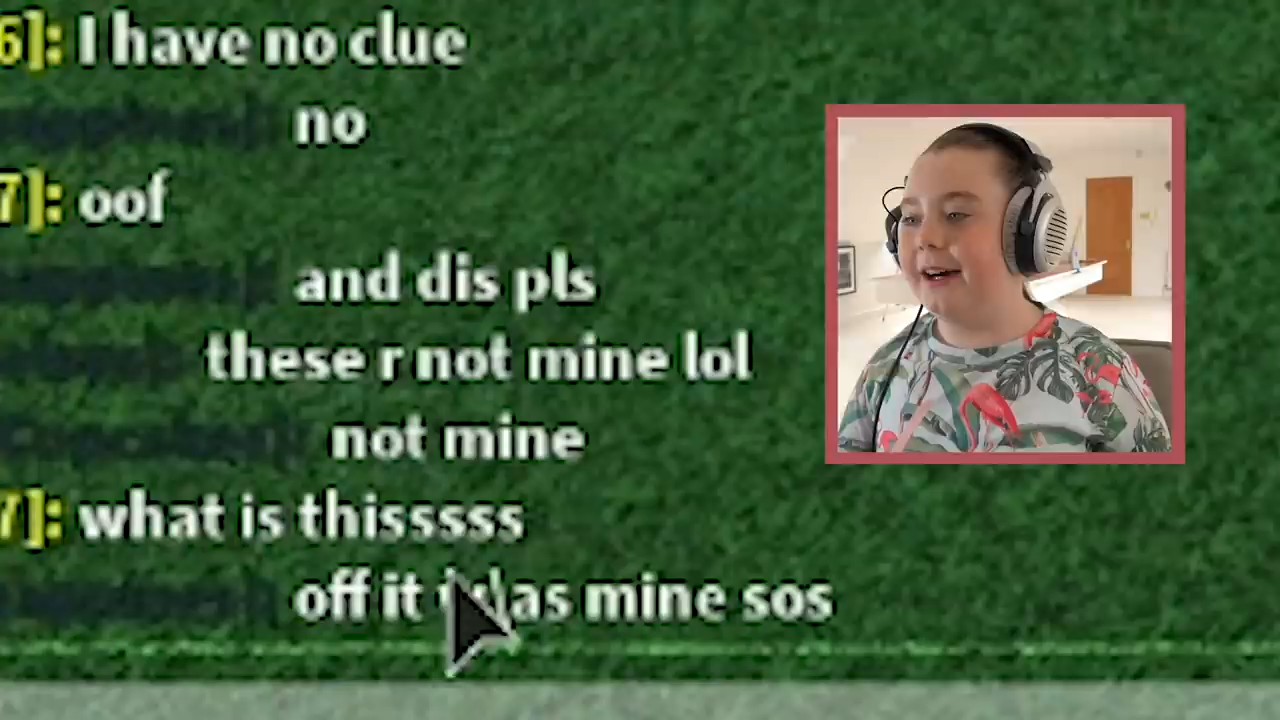 6]: I have no clue
no
7]: oof
and dis pls
these r not mine lol
not mine
7]: what is thisssss
off it was mine sos